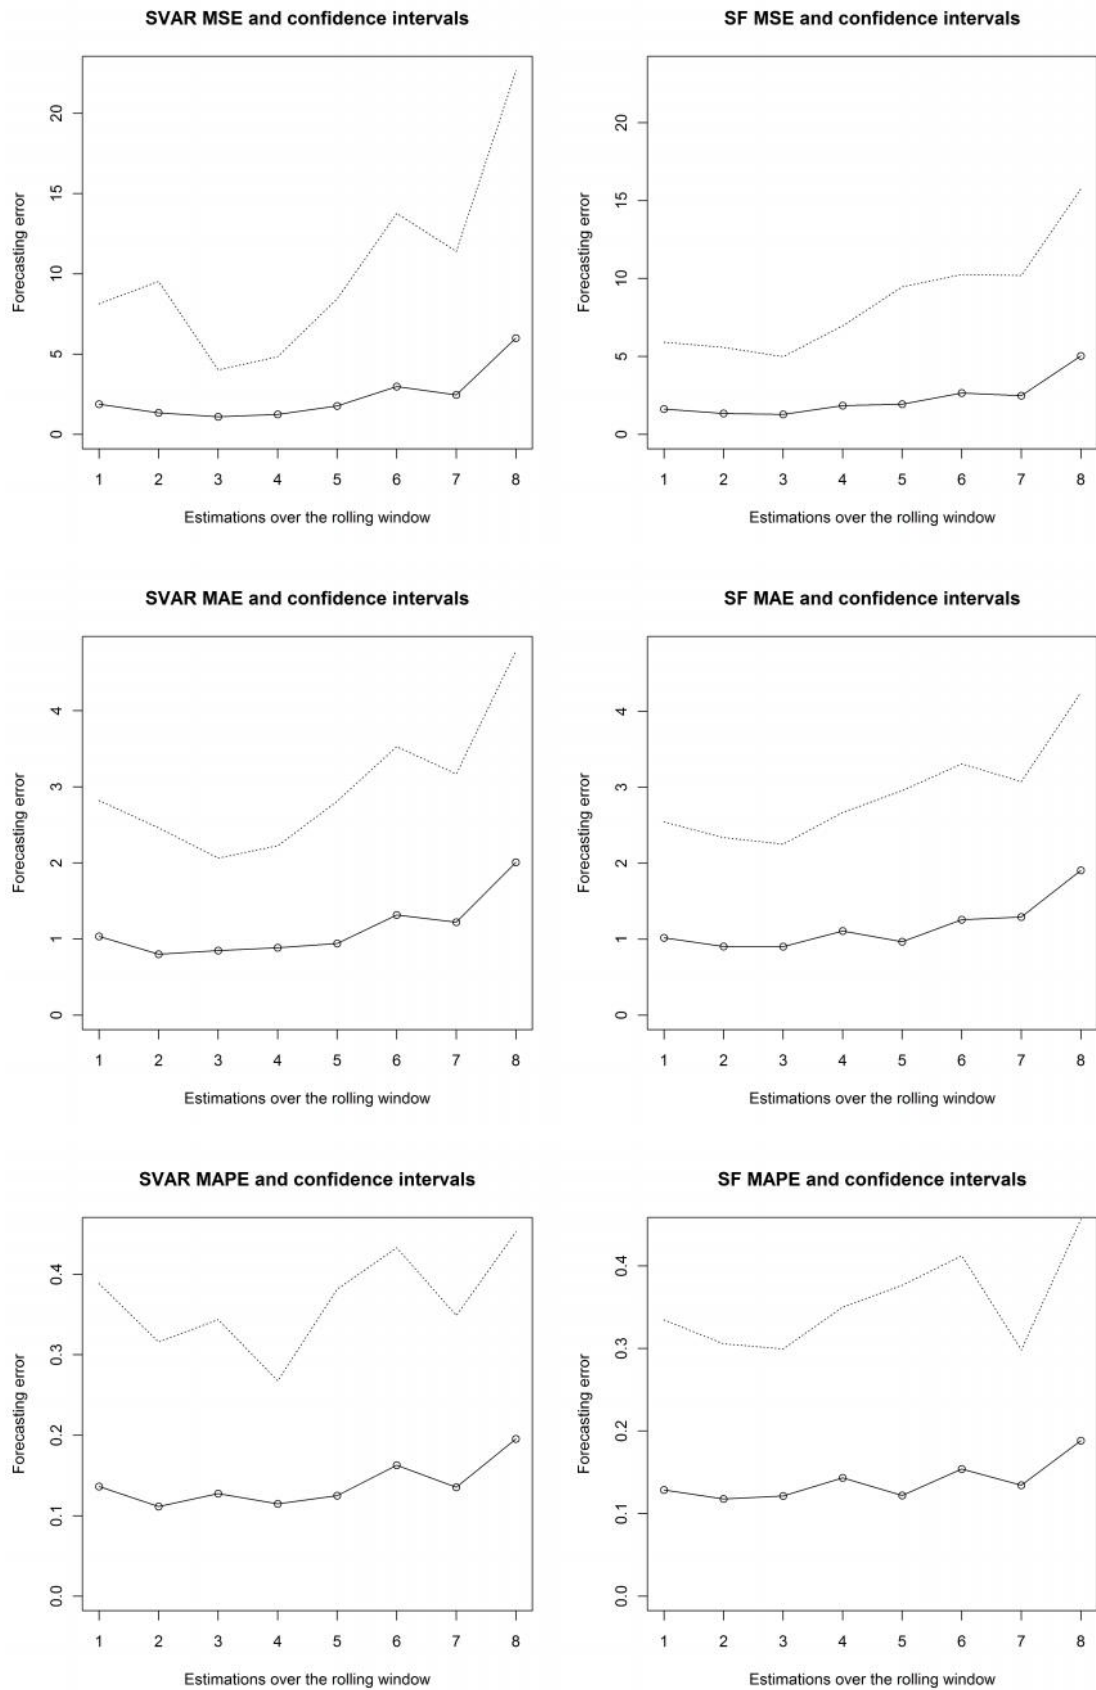 SVAR MSE and confidence intervals
Forecasting error
20
15
10
5
0
1 2 3 4 5 6 7 8
Estimations over the rolling window
SF MSE and confidence intervals
Forecasting error
20
15
10
5
0
1 2 3 4 5 6 7 8
Estimations over the rolling window
SVAR MAE and confidence intervals
Forecasting error
4
3
2
1
0
1 2 3 4 5 6 7 8
Estimations over the rolling window
SF MAE and confidence intervals
Forecasting error
4
3
2
1
0
1 2 3 4 5 6 7 8
Estimations over the rolling window
SVAR MAPE and confidence intervals
Forecasting error
0.4
0.3
0.2
0.1
0.0
1 2 3 4 5 6 7 8
Estimations over the rolling window
SF MAPE and confidence intervals
Forecasting error
0.4
0.3
0.2
0.1
0.0
1 2 3 4 5 6 7 8
Estimations over the rolling window